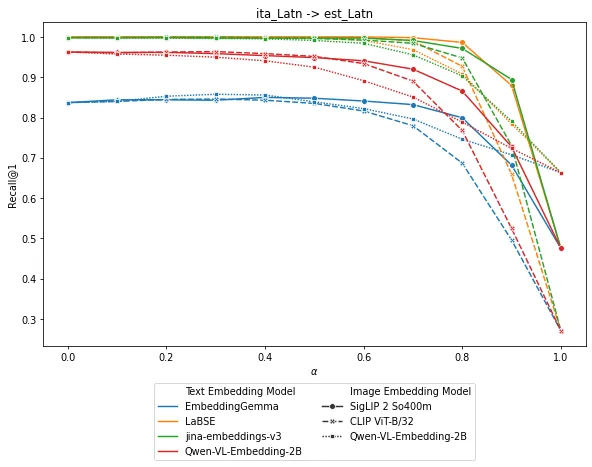 ita_Latn -> est_Latn
Recall@1
1.0
0.9
0.8
0.7
0.6
0.5
0.4
0.3
0.0 0.2 0.4 0.6 0.8 1.0
α
Text Embedding Model Image Embedding Model
EmbeddingGemma SigLIP 2 So400m
LaBSE CLIP ViT-B/32
jina-embeddings-v3 Qwen-VL-Embedding-2B
Qwen-VL-Embedding-2B